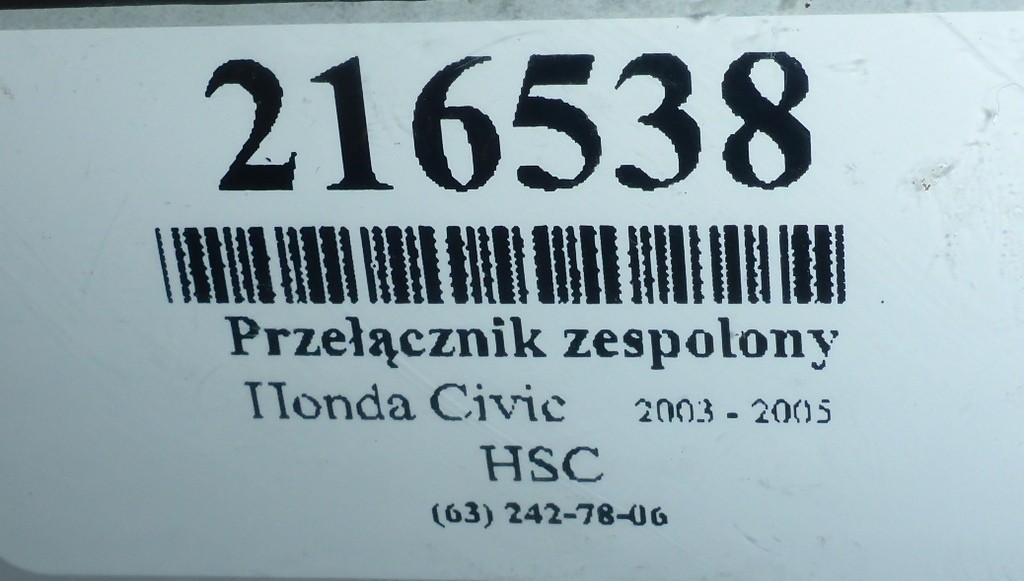 216538
Przełącznik zespolony
Honda Civic 2003 - 2005
HSC
(63) 242-78-06